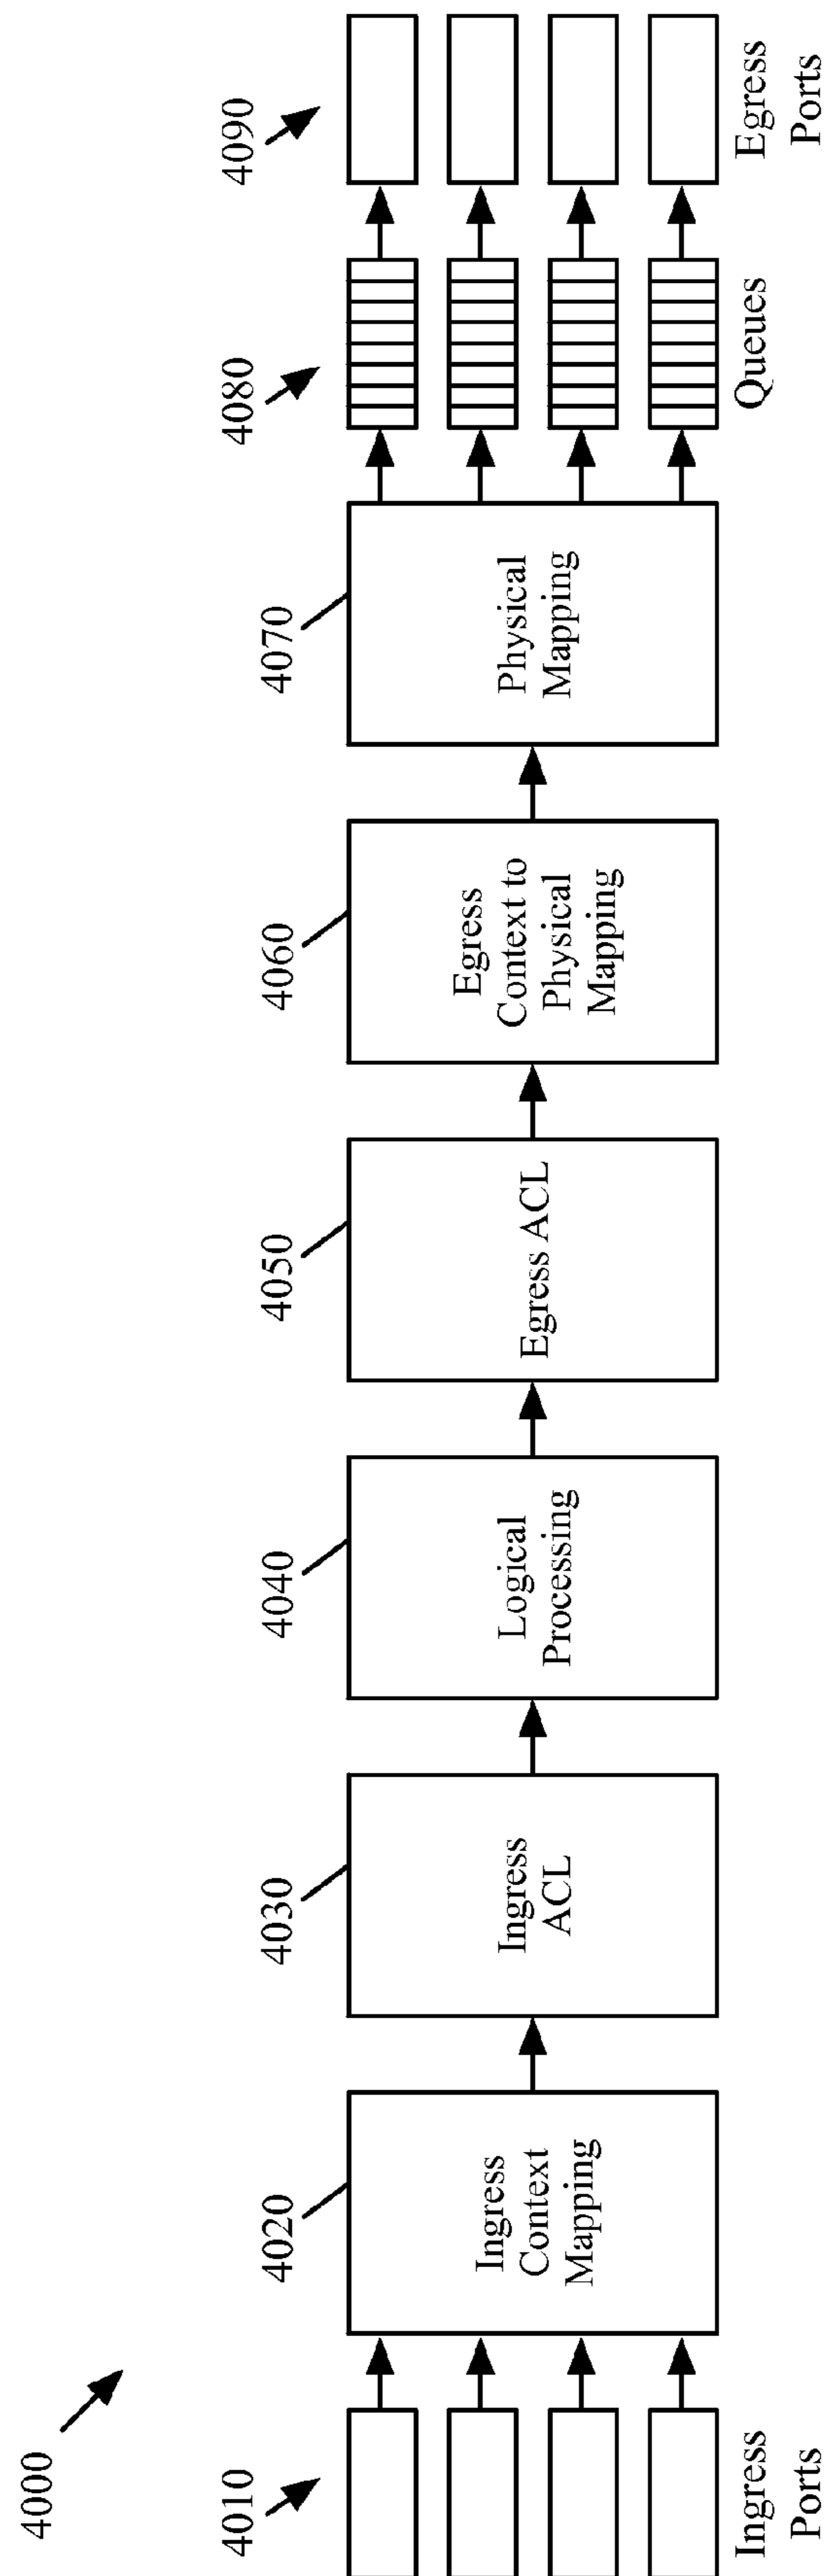 4000
4010
4020
4030
4040
4050
4060
4070
4080
4090
Ingress
Context
Mapping
Ingress
ACL
Logical
Processing
Egress ACL
Egress
Context to
Physical
Mapping
Physical
Mapping
Ingress
Ports
Queues
Egress
Ports